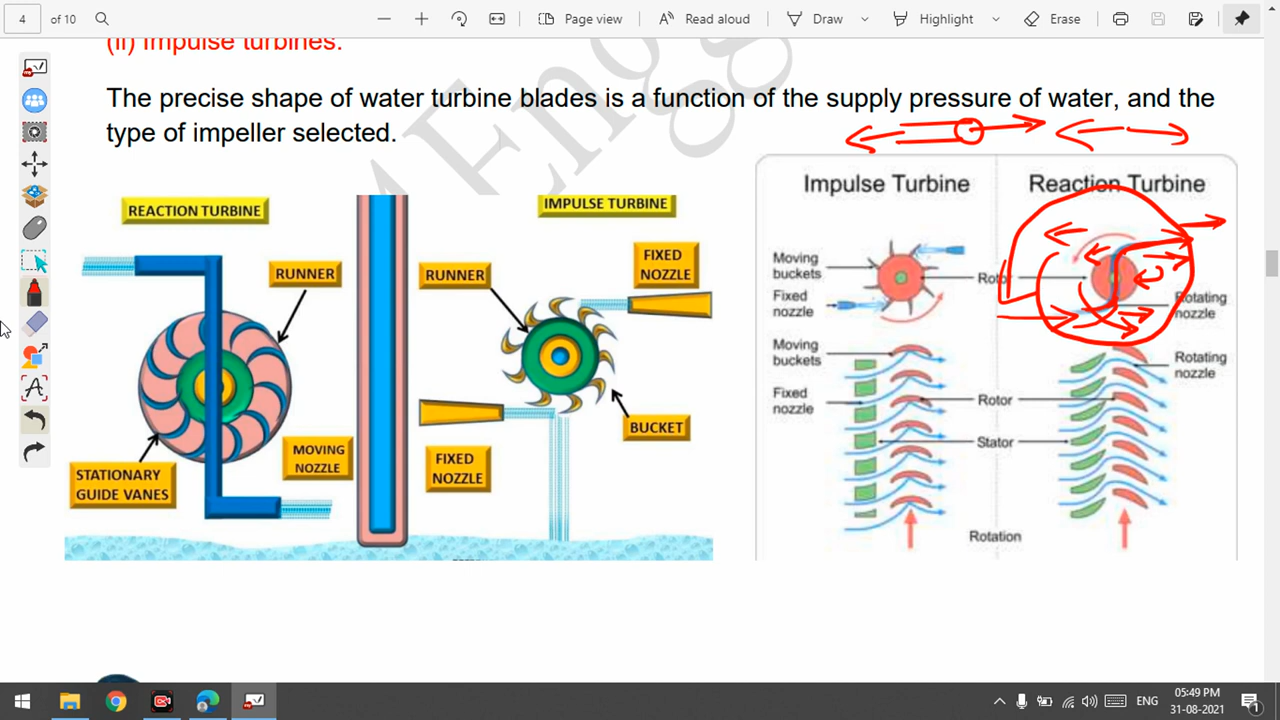 4 of 10
Page view
Read aloud
Draw
Highlight
Erase
(ii) Impulse turbines:
The precise shape of water turbine blades is a function of the supply pressure of water, and the
type of impeller selected.
REACTION TURBINE
RUNNER
STATIONARY
GUIDE VANES
MOVING
NOZZLE
IMPULSE TURBINE
RUNNER
FIXED
NOZZLE
FIXED
NOZZLE
BUCKET
Impulse Turbine
Reaction Turbine
Moving
buckets
Fixed
nozzle
Rotor
Rotating
nozzle
Moving
buckets
Fixed
nozzle
Rotor
Stator
Rotating
nozzle
Rotation
ENG
05:49 PM
31-08-2021